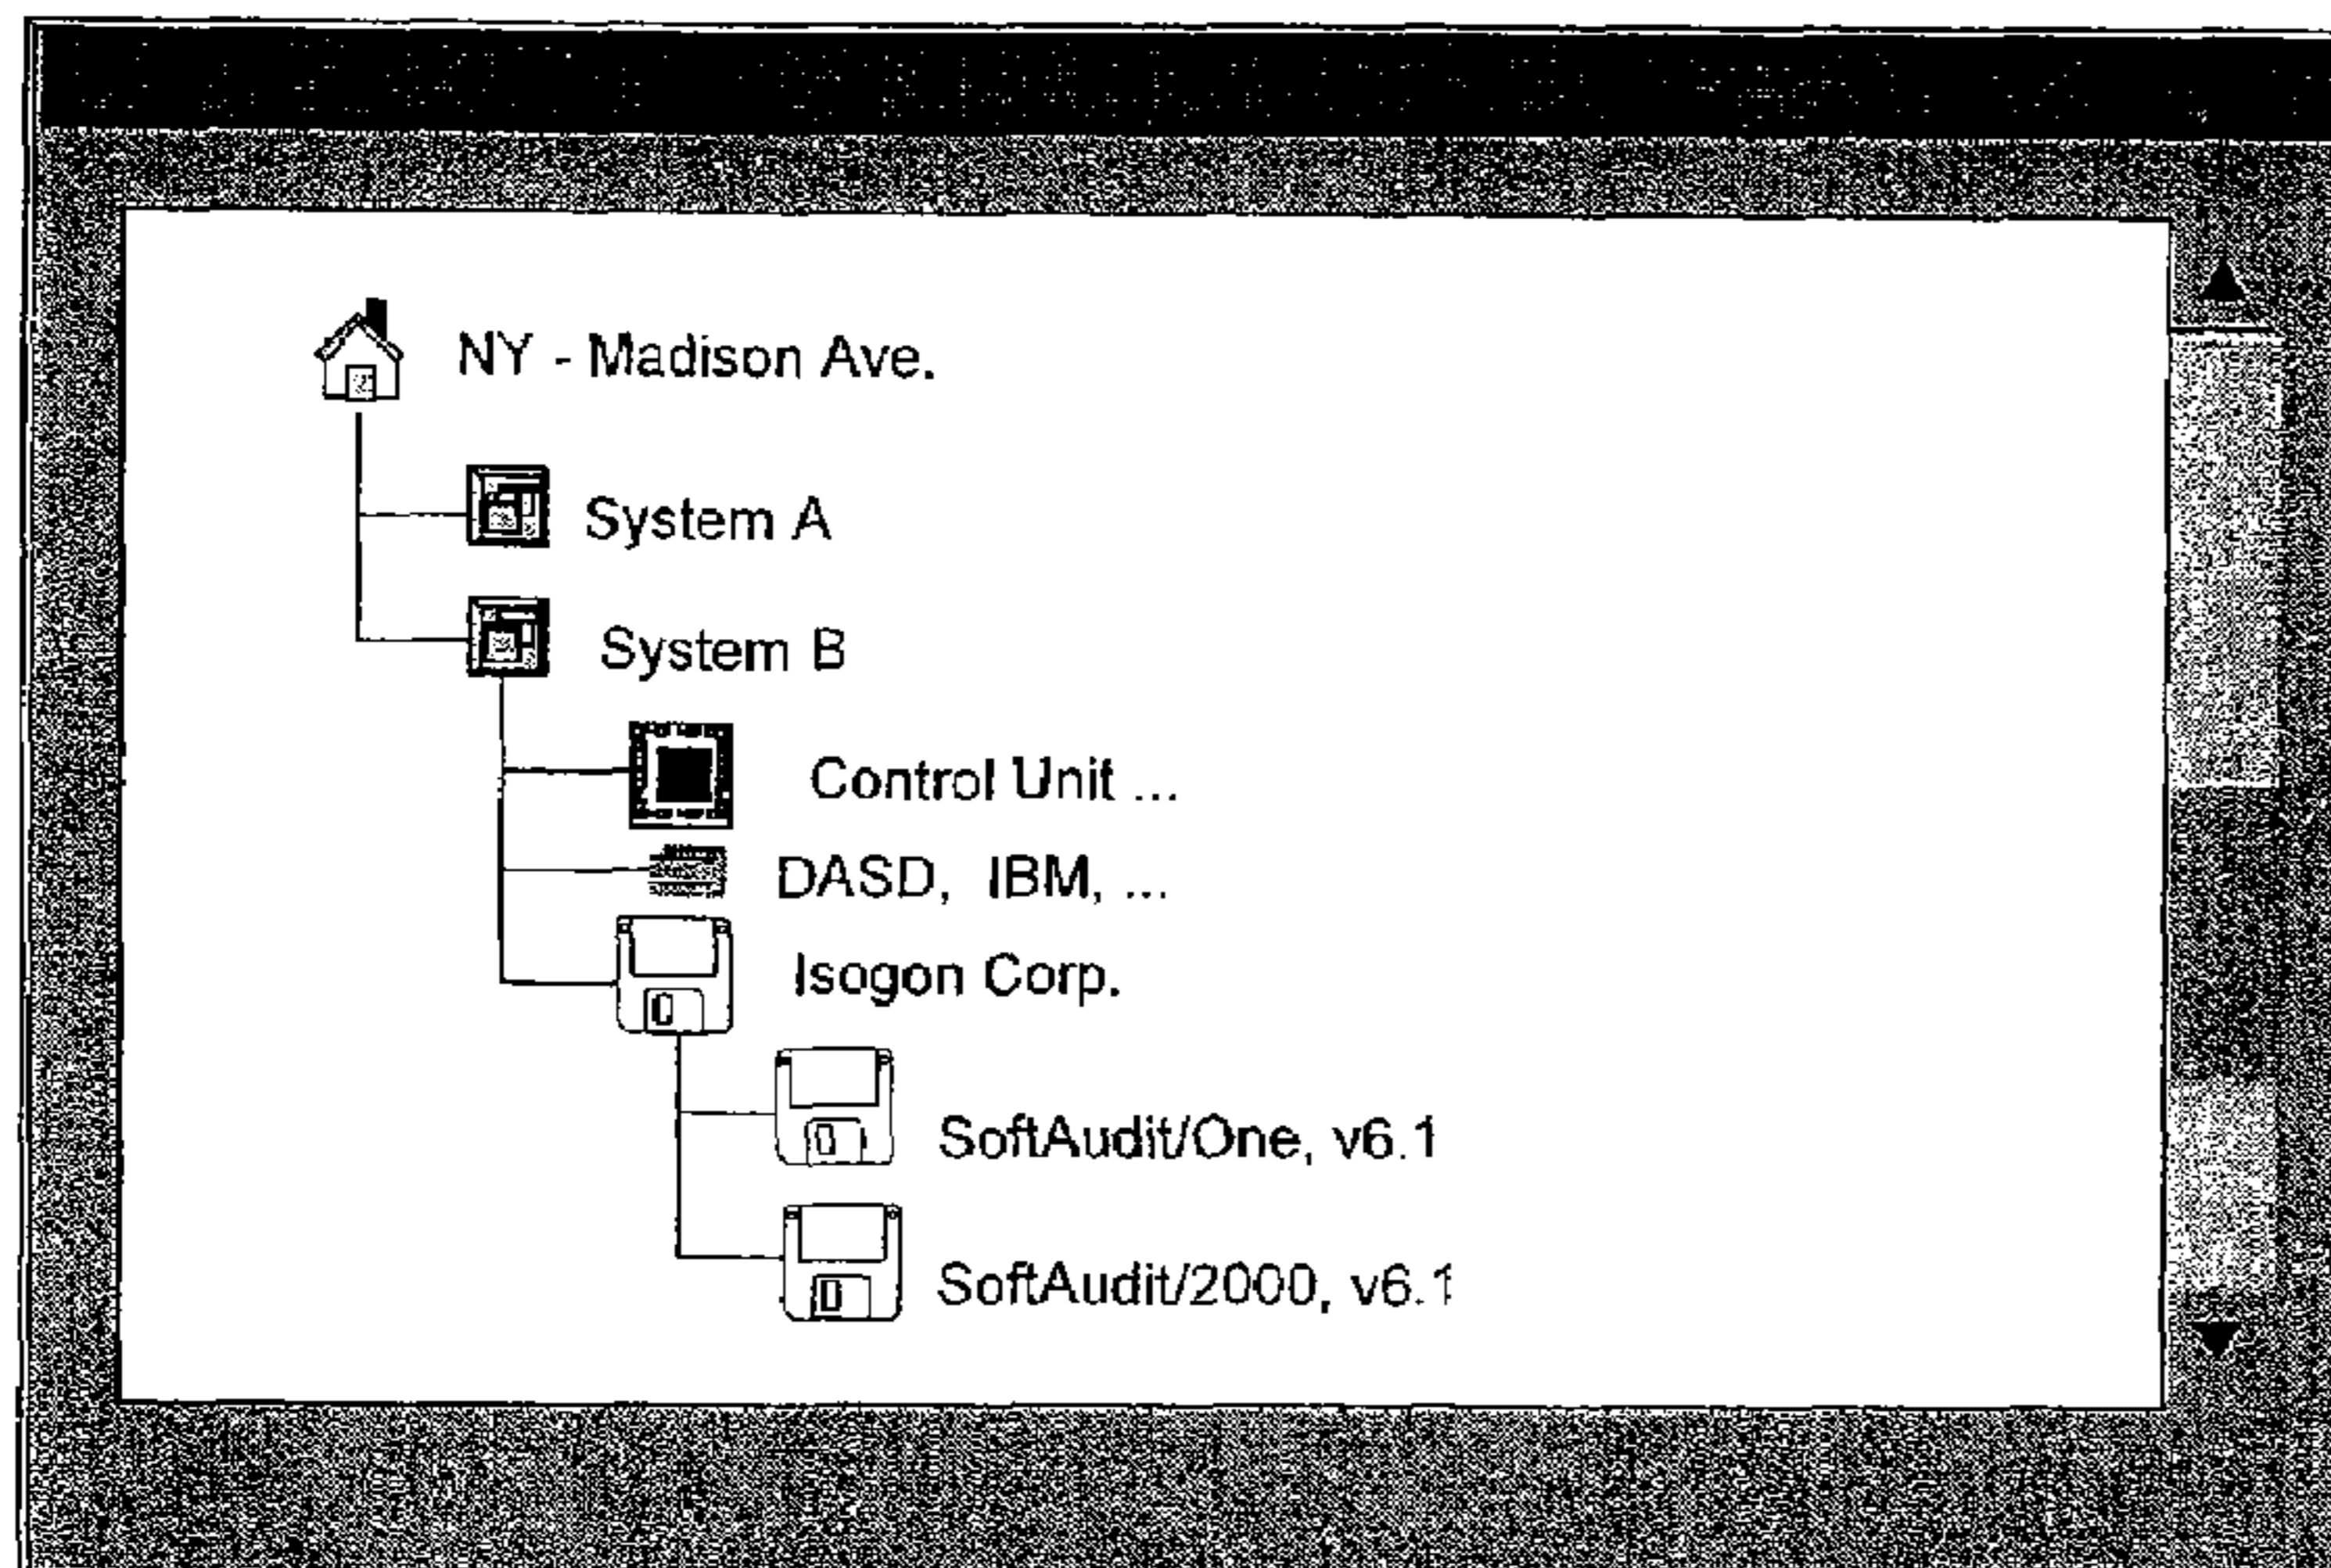 NY - Madison Ave.
System A
System B
Control Unit ...
DASD, IBM, ...
Isogon Corp.
SoftAudit/One, v6.1
SoftAudit/2000, v6.1